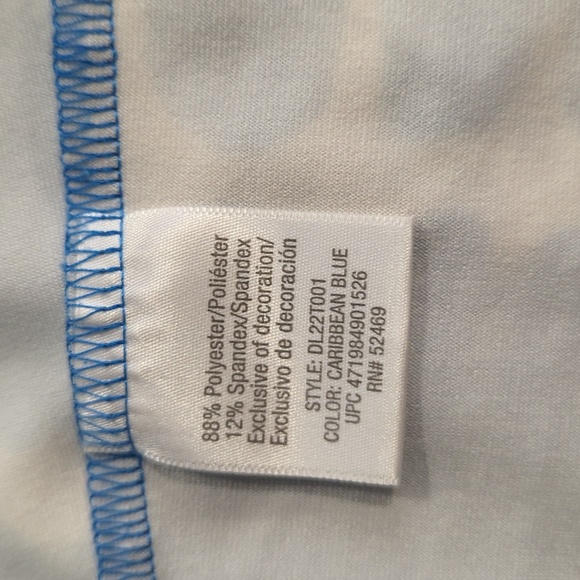 88% Polyester/Poliéster
12% Spandex/Spandex
Exclusive of decoration/
Exclusivo de decoración
STYLE: DL22T001
COLOR: CARIBBEAN BLUE
UPC 471984901526
RN# 52469